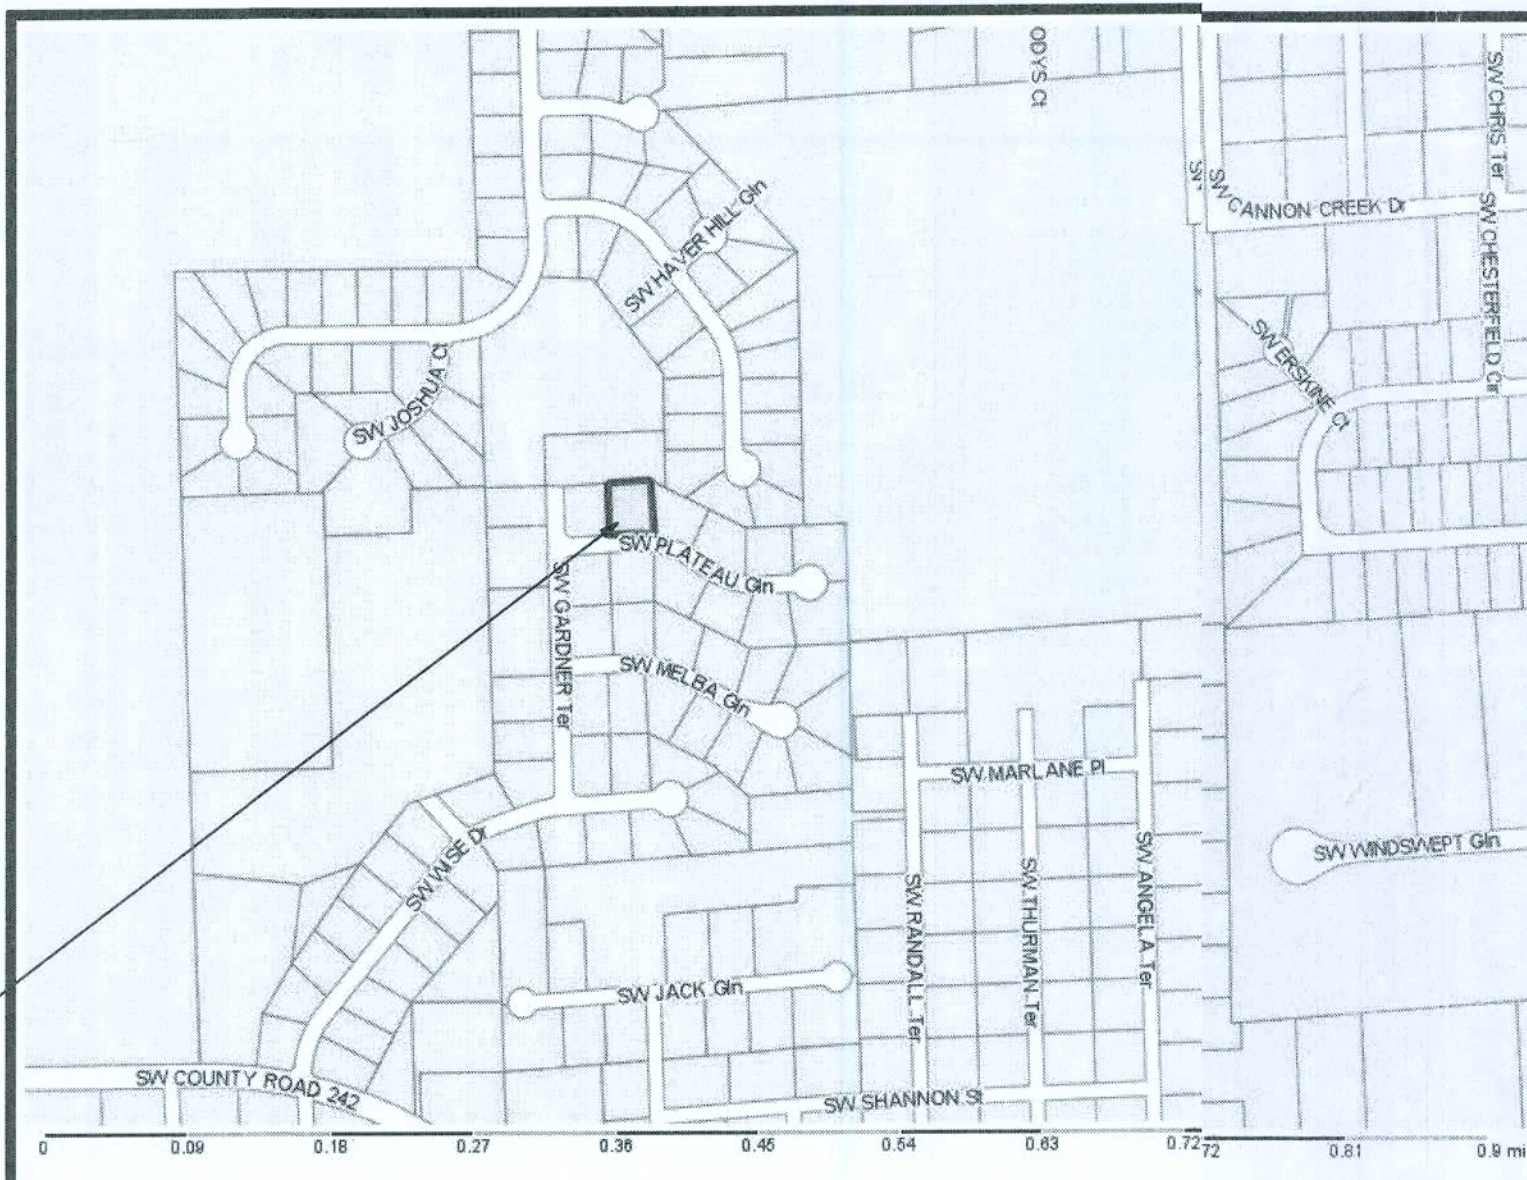 ODYS Ct
SW CHRIS Ter
SW
SW CANNON CREEK Dr
SW HAVER HILL Gln
SW CHESTERFIELD Cir
SW ERSKINE Ct
SW JOSHUA Ct
SW PLATEAU Gln
SW GARDNER Ter
SW MELBA Gln
SW MARLANE Pl
SW WISE Dr
SW WINDSWEPT Gln
SW RANDALL Ter
SW THURMAN Ter
SW ANGELA Ter
SW JACK Gln
SW COUNTY ROAD 242
SW SHANNON St
0 0.09 0.18 0.27 0.36 0.45 0.54 0.63 0.72 72 0.81 0.9 mi